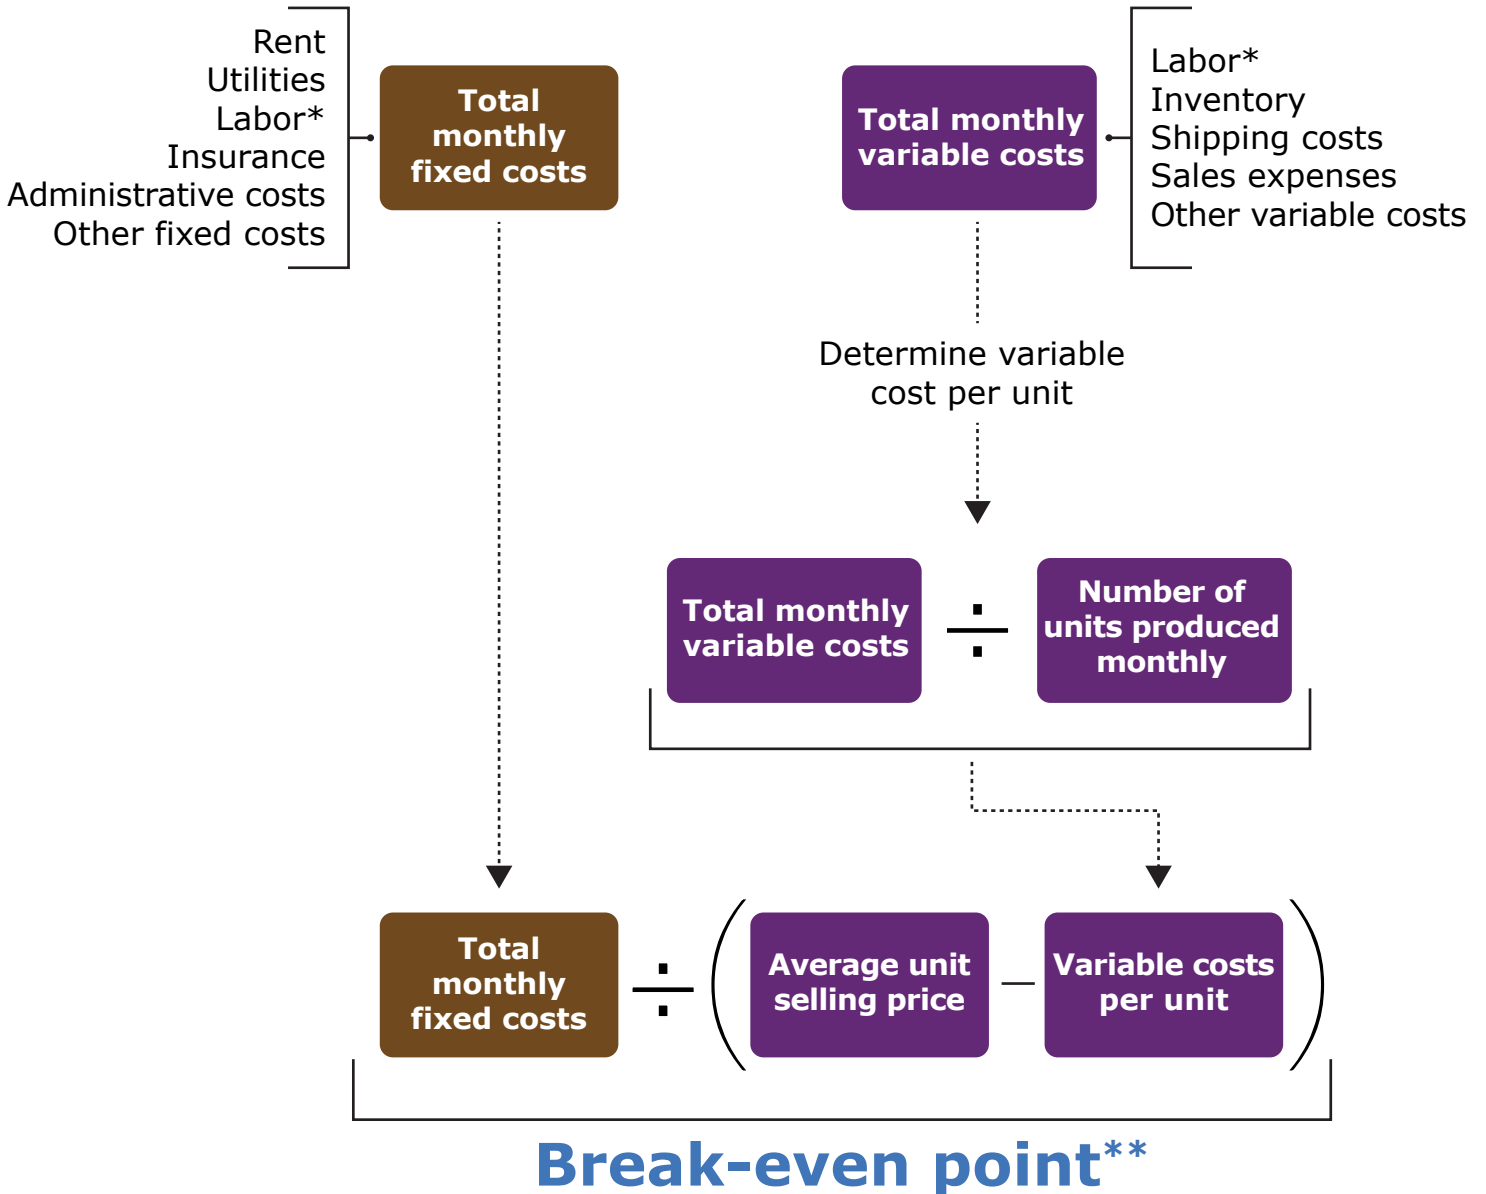 Rent
Utilities
Labor*
Insurance
Administrative costs
Other fixed costs
Total
monthly
fixed costs
Total monthly
variable costs
Labor*
Inventory
Shipping costs
Sales expenses
Other variable costs
Determine variable
cost per unit
Total monthly
variable costs
÷
Number of
units produced
monthly
Total
monthly
fixed costs
÷
(
Average unit
selling price
–
Variable costs
per unit
)
Break-even point**